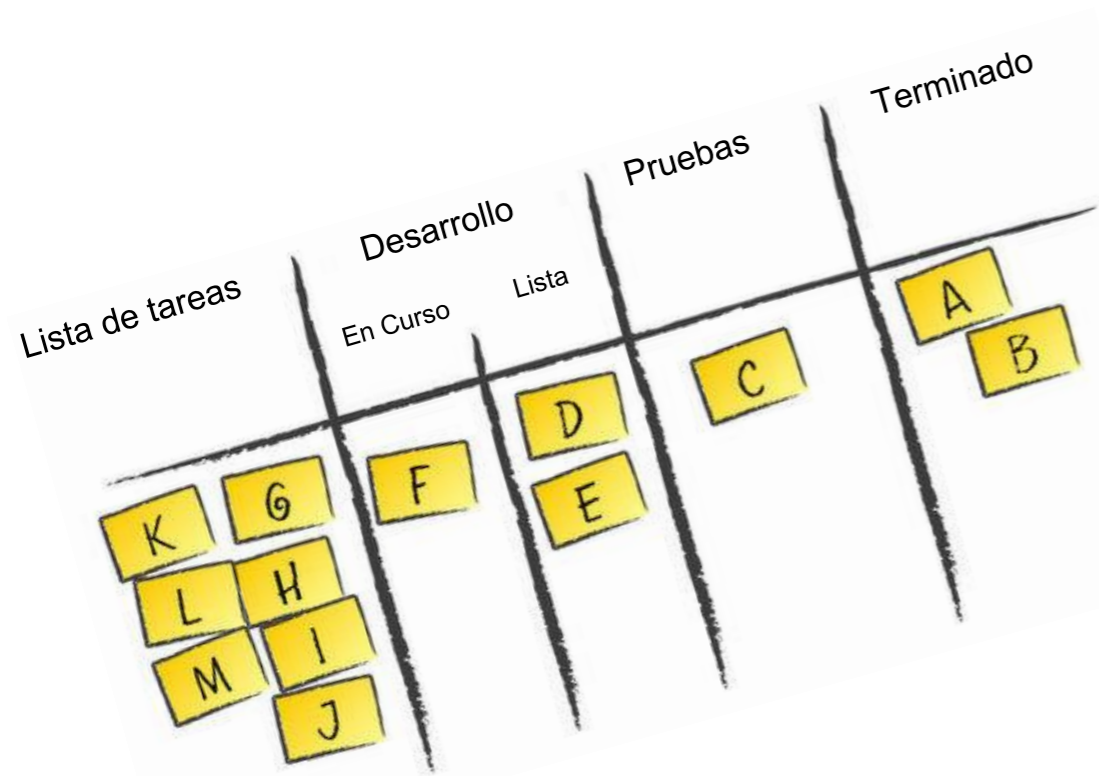 Lista de tareas
Desarrollo
En Curso
Lista
Pruebas
Terminado
K
G
L
H
M
I
J
F
D
E
C
A
B